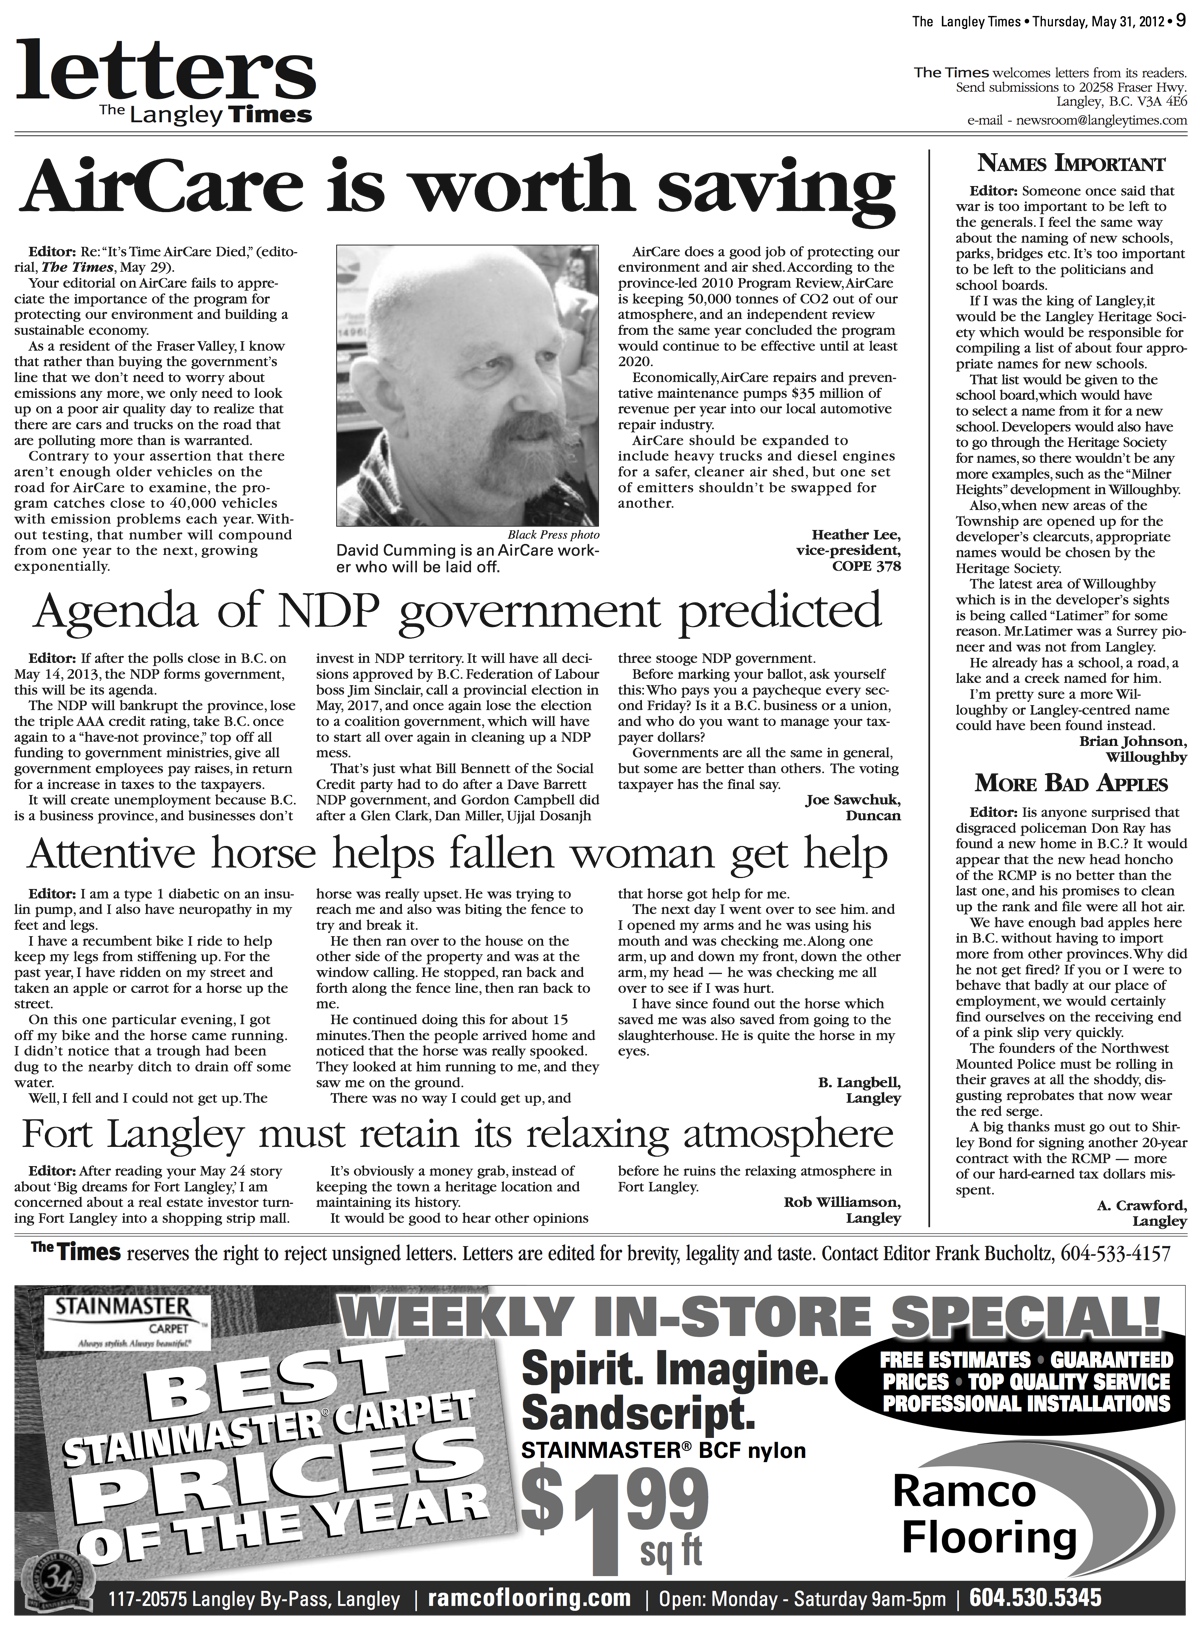 The Langley Times • Thursday, May 31, 2012 • 9
letters
The Langley Times
The Times welcomes letters from its readers.
Send submissions to 20258 Fraser Hwy.
Langley, B.C. V3A 4E6
e-mail - newsroom@langleytimes.com
AirCare is worth saving
Editor: Re: “It’s Time AirCare Died,” (edito-
rial, The Times, May 29).
Your editorial on AirCare fails to appre-
ciate the importance of the program for
protecting our environment and building a
sustainable economy.
As a resident of the Fraser Valley, I know
that rather than buying the government’s
line that we don’t need to worry about
emissions any more, we only need to look
up on a poor air quality day to realize that
there are cars and trucks on the road that
are polluting more than is warranted.
Contrary to your assertion that there
aren’t enough older vehicles on the
road for AirCare to examine, the pro-
gram catches close to 40,000 vehicles
with emission problems each year. With-
out testing, that number will compound
from one year to the next, growing
exponentially.
Black Press photo
David Cumming is an AirCare work-
er who will be laid off.
AirCare does a good job of protecting our
environment and air shed. According to the
province-led 2010 Program Review, AirCare
is keeping 50,000 tonnes of CO2 out of our
atmosphere, and an independent review
from the same year concluded the program
would continue to be effective until at least
2020.
Economically, AirCare repairs and preven-
tative maintenance pumps $35 million of
revenue per year into our local automotive
repair industry.
AirCare should be expanded to
include heavy trucks and diesel engines
for a safer, cleaner air shed, but one set
of emitters shouldn’t be swapped for
another.
Heather Lee,
vice-president,
COPE 378
Agenda of NDP government predicted
Editor: If after the polls close in B.C. on
May 14, 2013, the NDP forms government,
this will be its agenda.
The NDP will bankrupt the province, lose
the triple AAA credit rating, take B.C. once
again to a “have-not province,” top off all
funding to government ministries, give all
government employees pay raises, in return
for a increase in taxes to the taxpayers.
It will create unemployment because B.C.
is a business province, and businesses don’t
invest in NDP territory. It will have all deci-
sions approved by B.C. Federation of Labour
boss Jim Sinclair, call a provincial election in
May, 2017, and once again lose the election
to a coalition government, which will have
to start all over again in cleaning up a NDP
mess.
That’s just what Bill Bennett of the Social
Credit party had to do after a Dave Barrett
NDP government, and Gordon Campbell did
after a Glen Clark, Dan Miller, Ujjal Dosanjh
three stooge NDP government.
Before marking your ballot, ask yourself
this: Who pays you a paycheque every sec-
ond Friday? Is it a B.C. business or a union,
and who do you want to manage your tax-
payer dollars?
Governments are all the same in general,
but some are better than others. The voting
taxpayer has the final say.
Joe Sawchuk,
Duncan
Attentive horse helps fallen woman get help
Editor: I am a type 1 diabetic on an insu-
lin pump, and I also have neuropathy in my
feet and legs.
I have a recumbent bike I ride to help
keep my legs from stiffening up. For the
past year, I have ridden on my street and
taken an apple or carrot for a horse up the
street.
On this one particular evening, I got
off my bike and the horse came running.
I didn’t notice that a trough had been
dug to the nearby ditch to drain off some
water.
Well, I fell and I could not get up. The
horse was really upset. He was trying to
reach me and also was biting the fence to
try and break it.
He then ran over to the house on the
other side of the property and was at the
window calling. He stopped, ran back and
forth along the fence line, then ran back to
me.
He continued doing this for about 15
minutes. Then the people arrived home and
noticed that the horse was really spooked.
They looked at him running to me, and they
saw me on the ground.
There was no way I could get up, and
that horse got help for me.
The next day I went over to see him. and
I opened my arms and he was using his
mouth and was checking me. Along one
arm, up and down my front, down the other
arm, my head — he was checking me all
over to see if I was hurt.
I have since found out the horse which
saved me was also saved from going to the
slaughterhouse. He is quite the horse in my
eyes.
B. Langbell,
Langley
Fort Langley must retain its relaxing atmosphere
Editor: After reading your May 24 story
about ‘Big dreams for Fort Langley,’ I am
concerned about a real estate investor turn-
ing Fort Langley into a shopping strip mall.
It’s obviously a money grab, instead of
keeping the town a heritage location and
maintaining its history.
It would be good to hear other opinions
before he ruins the relaxing atmosphere in
Fort Langley.
Rob Williamson,
Langley
NAMES IMPORTANT
Editor: Someone once said that
war is too important to be left to
the generals. I feel the same way
about the naming of new schools,
parks, bridges etc. It’s too important
to be left to the politicians and
school boards.
If I was the king of Langley,it
would be the Langley Heritage Soci-
ety which would be responsible for
compiling a list of about four appro-
priate names for new schools.
That list would be given to the
school board,which would have
to select a name from it for a new
school. Developers would also have
to go through the Heritage Society
for names, so there wouldn’t be any
more examples, such as the “Milner
Heights” development in Willoughby.
Also,when new areas of the
Township are opened up for the
developer’s clearcuts, appropriate
names would be chosen by the
Heritage Society.
The latest area of Willoughby
which is in the developer’s sights
is being called “Latimer” for some
reason. Mr.Latimer was a Surrey pio-
neer and was not from Langley.
He already has a school, a road, a
lake and a creek named for him.
I’m pretty sure a more Wil-
loughby or Langley-centred name
could have been found instead.
Brian Johnson,
Willoughby
MORE BAD APPLES
Editor: Iis anyone surprised that
disgraced policeman Don Ray has
found a new home in B.C.? It would
appear that the new head honcho
of the RCMP is no better than the
last one, and his promises to clean
up the rank and file were all hot air.
We have enough bad apples here
in B.C. without having to import
more from other provinces. Why did
he not get fired? If you or I were to
behave that badly at our place of
employment, we would certainly
find ourselves on the receiving end
of a pink slip very quickly.
The founders of the Northwest
Mounted Police must be rolling in
their graves at all the shoddy, dis-
gusting reprobates that now wear
the red serge.
A big thanks must go out to Shir-
ley Bond for signing another 20-year
contract with the RCMP — more
of our hard-earned tax dollars mis-
spent.
A. Crawford,
Langley
The Times reserves the right to reject unsigned letters. Letters are edited for brevity, legality and taste. Contact Editor Frank Bucholtz, 604-533-4157
STAINMASTER™
CARPET
Always stylish. Always beautiful.®
BEST
STAINMASTER® CARPET
PRICES
OF THE YEAR
34
WEEKLY IN-STORE SPECIAL!
Spirit. Imagine.
Sandscript.
STAINMASTER® BCF nylon
$1 99
sq ft
FREE ESTIMATES • GUARANTEED
PRICES • TOP QUALITY SERVICE
PROFESSIONAL INSTALLATIONS
Ramco
Flooring
117-20575 Langley By-Pass, Langley | ramcoflooring.com | Open: Monday - Saturday 9am-5pm | 604.530.5345